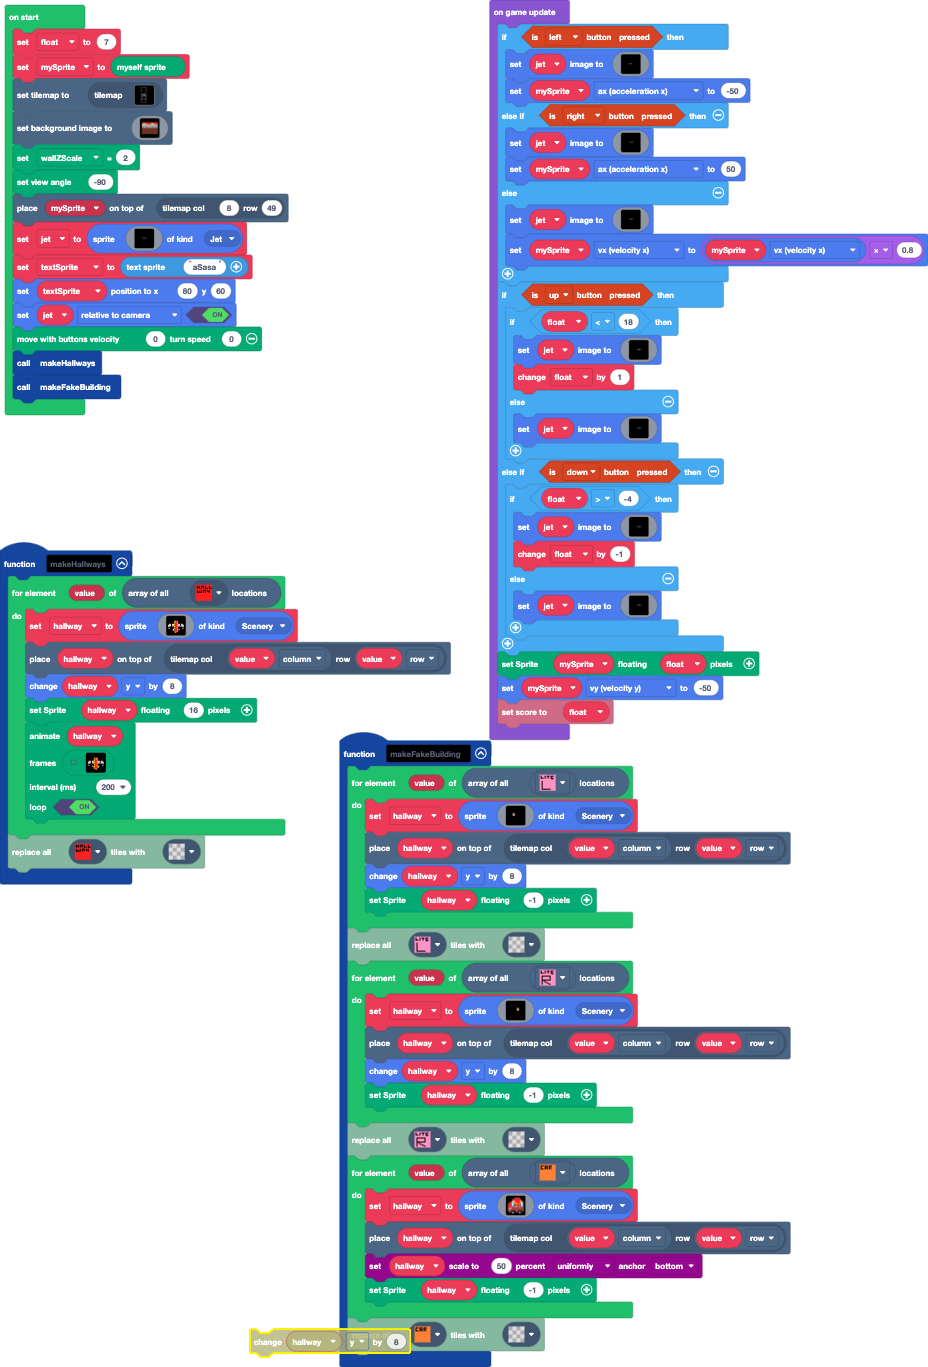 on start
set float to 7
set mySprite to myself sprite
set tilemap to tilemap
set background image to
set wallZScale = 2
set view angle -90
place mySprite on top of tilemap col 8 row 49
set jet to sprite of kind Jet
set textSprite to text sprite "aSasa"
set textSprite position to x 80 y 60
set jet relative to camera ON
move with buttons velocity 0 turn speed 0
call makeHallways
call makeFakeBuilding
on game update
if is left button pressed then
set jet image to
set mySprite ax (acceleration x) to -50
else if is right button pressed then
set jet image to
set mySprite ax (acceleration x) to 50
else
set jet image to
set mySprite vx (velocity x) to mySprite vx (velocity x) × 0.8
if is up button pressed then
if float < 18 then
set jet image to
change float by 1
else
set jet image to
else if is down button pressed then
if float > -4 then
set jet image to
change float by -1
else
set jet image to
set Sprite mySprite floating float pixels
set mySprite vy (velocity y) to -50
set score to float
function makeHallways
for element value of array of all HALL WAY locations
do
set hallway to sprite of kind Scenery
place hallway on top of tilemap col value column row value row
change hallway y by 8
set Sprite hallway floating 16 pixels
animate hallway
frames
interval (ms) 200
loop ON
replace all HALL WAY tiles with
function makeFakeBuilding
for element value of array of all LITE L locations
do
set hallway to sprite of kind Scenery
place hallway on top of tilemap col value column row value row
change hallway y by 8
set Sprite hallway floating -1 pixels
replace all LITE L tiles with
for element value of array of all LITE R locations
do
set hallway to sprite of kind Scenery
place hallway on top of tilemap col value column row value row
change hallway y by 8
set Sprite hallway floating -1 pixels
replace all LITE R tiles with
for element value of array of all CAR locations
do
set hallway to sprite of kind Scenery
place hallway on top of tilemap col value column row value row
set hallway scale to 50 percent uniformly anchor bottom
set Sprite hallway floating -1 pixels
CAR tiles with
change hallway y by 8